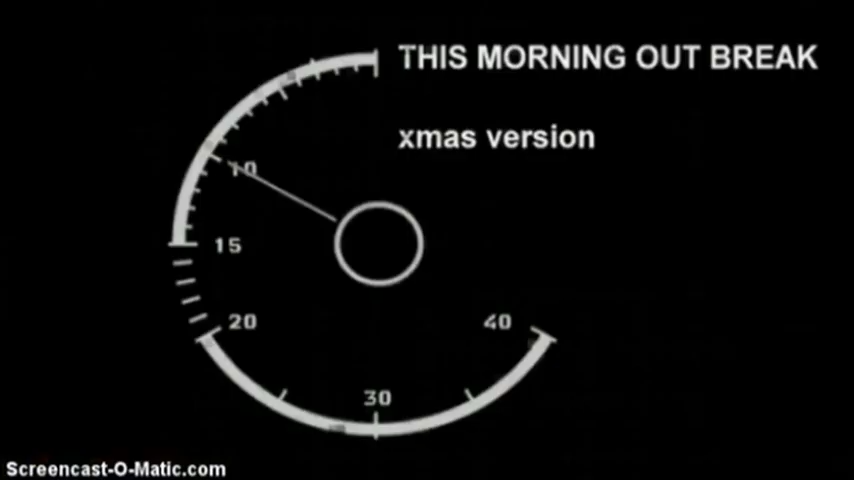 THIS MORNING OUT BREAK
xmas version
10
15
20
40
30
Screencast-O-Matic.com